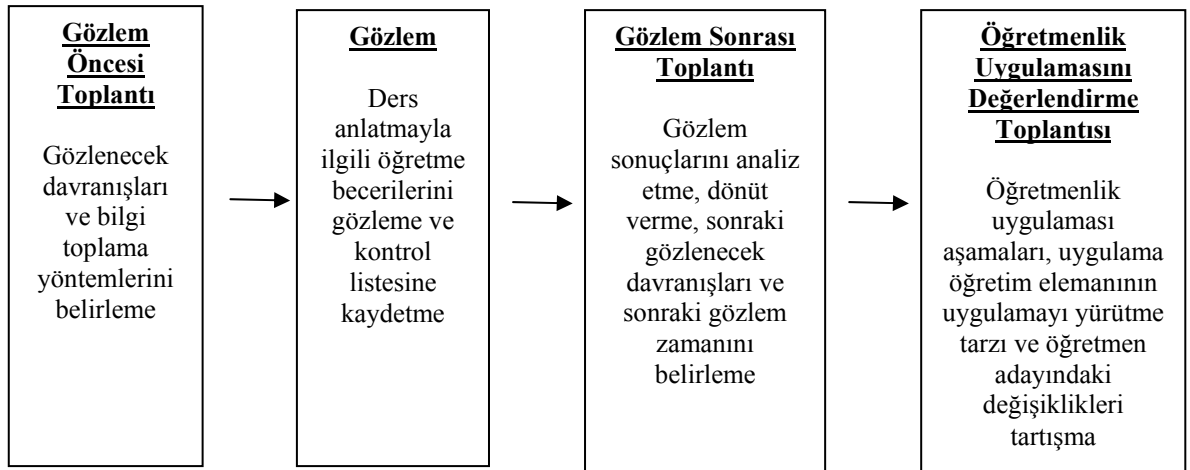 Gözlem
Öncesi
Toplantı
Gözlenecek
davranışları
ve bilgi
toplama
yöntemlerini
belirleme
Gözlem
Ders
anlatmayla
ilgili öğretme
becerilerini
gözleme ve
kontrol
listesine
kaydetme
Gözlem Sonrası
Toplantı
Gözlem
sonuçlarını analiz
etme, dönüt
verme, sonraki
gözlenecek
davranışları ve
sonraki gözlem
zamanını
belirleme
Öğretmenlik
Uygulamasını
Değerlendirme
Toplantısı
Öğretmenlik
uygulaması
aşamaları, uygulama
öğretim elemanının
uygulamayı yürütme
tarzı ve öğretmen
adayındaki
değişiklikleri
tartışma